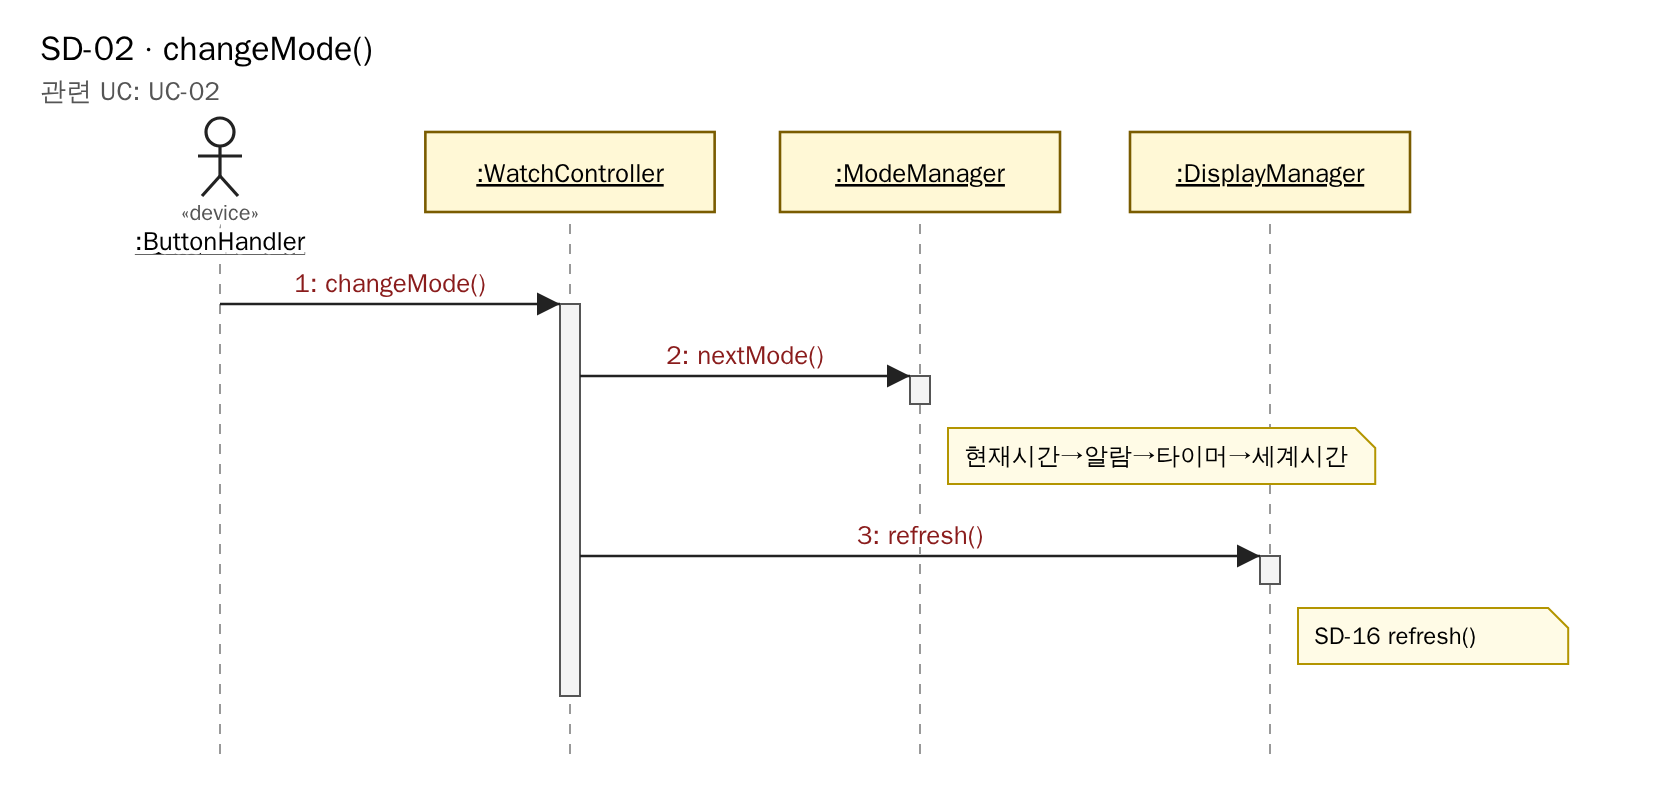 SD-02 · changeMode()
관련 UC: UC-02
«device»
:ButtonHandler
:WatchController
:ModeManager
:DisplayManager
1: changeMode()
2: nextMode()
현재시간→알람→타이머→세계시간
3: refresh()
SD-16 refresh()